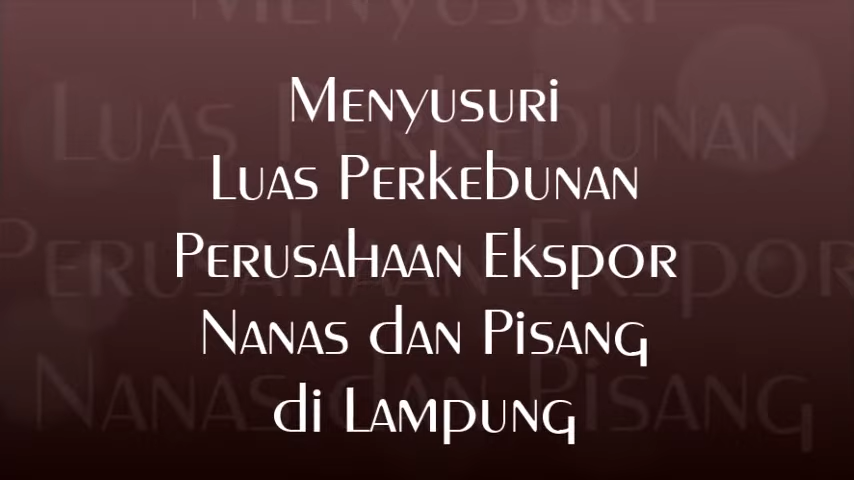 Menyusuri
Luas Perkebunan
Perusahaan Ekspor
Nanas dan Pisang
di Lampung